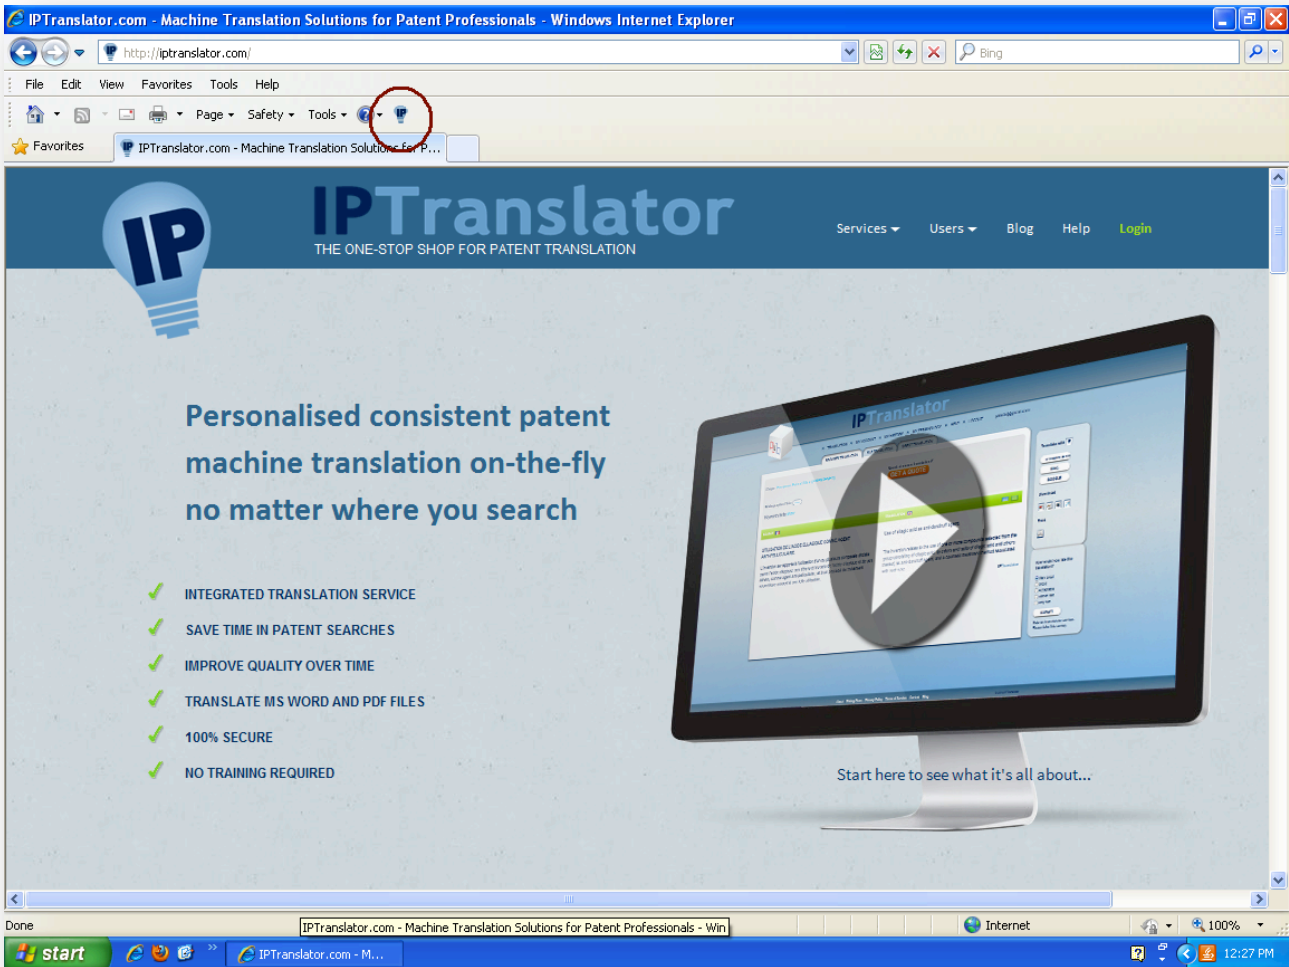 IPTranslator.com - Machine Translation Solutions for Patent Professionals - Windows Internet Explorer
http://iptranslator.com/
Bing
File Edit View Favorites Tools Help
Page Safety Tools
IP
Favorites
IPTranslator.com - Machine Translation Solutions for P...
IP
IPTranslator
THE ONE-STOP SHOP FOR PATENT TRANSLATION
Services Users Blog Help Login
Personalised consistent patent
machine translation on-the-fly
no matter where you search
INTEGRATED TRANSLATION SERVICE
SAVE TIME IN PATENT SEARCHES
IMPROVE QUALITY OVER TIME
TRANSLATE MS WORD AND PDF FILES
100% SECURE
NO TRAINING REQUIRED
IPTranslator
GET A QUOTE
Start here to see what it's all about...
Done
IPTranslator.com - Machine Translation Solutions for Patent Professionals - Win
Internet
100%
start
IPTranslator.com - M...
12:27 PM